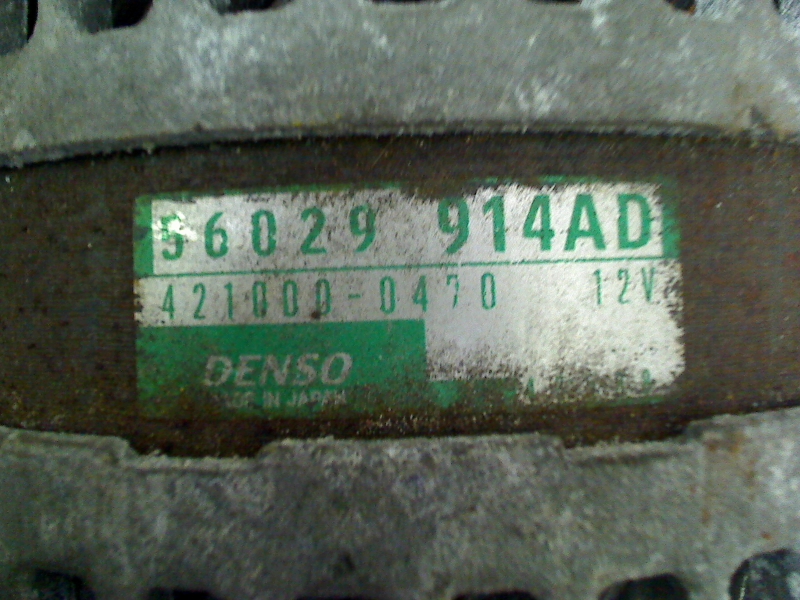 56029 914AD
421000-0470 12V
DENSO
MADE IN JAPAN